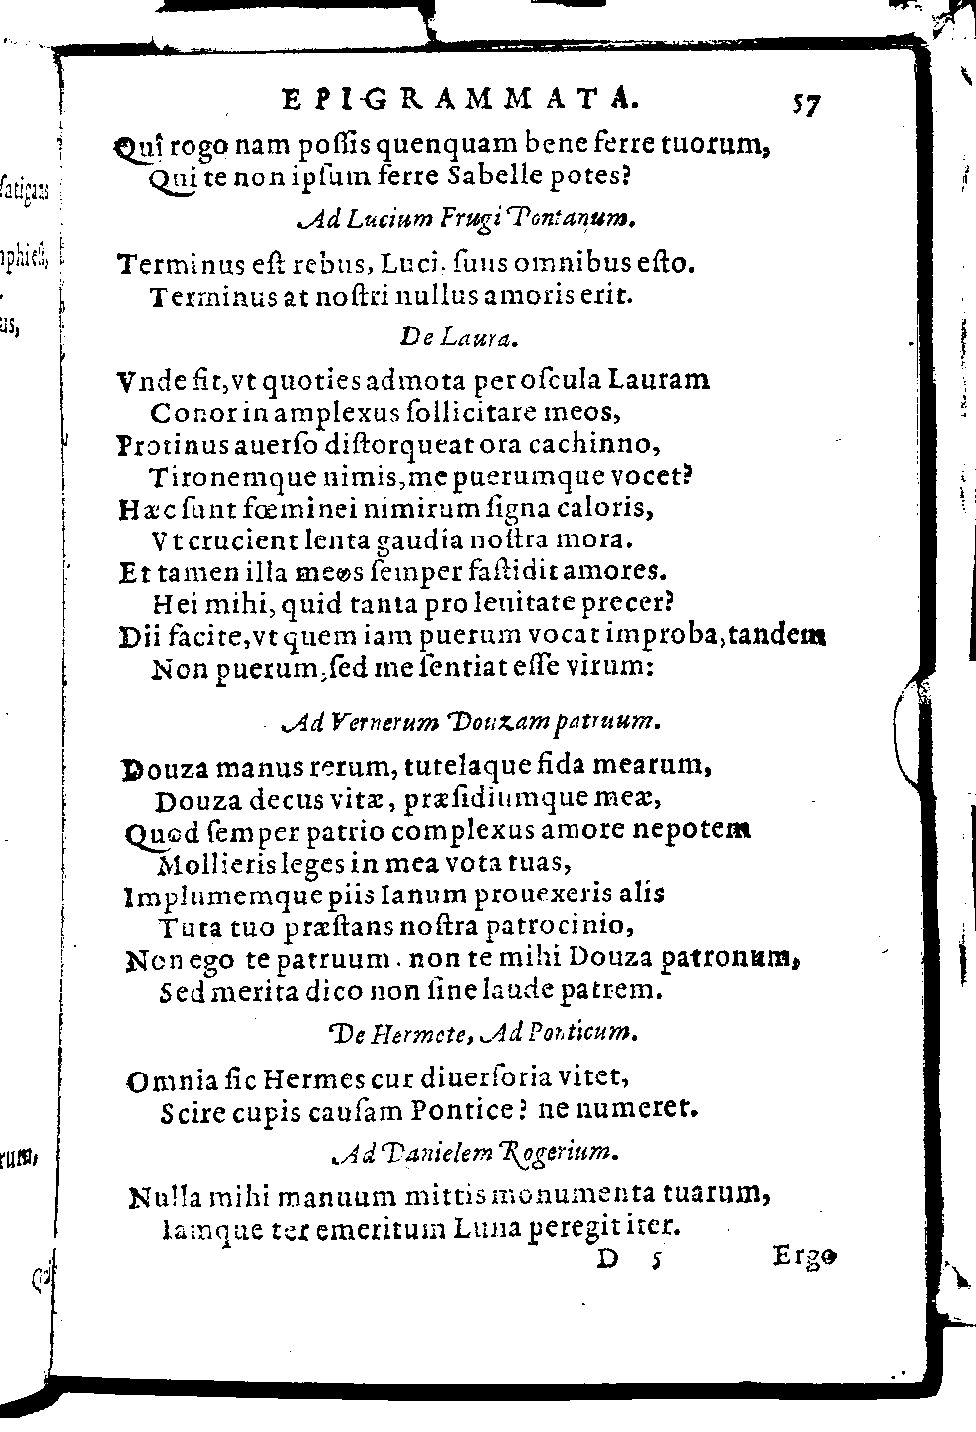 EPIGRAMMATA. 57
Quî rogo nam poſſis quenquam bene ferre tuorum,
Qui te non ipſum ferre Sabelle potes?
Ad Lucium Frugi Pontanum.
Terminus eſt rebus, Luci, ſuus omnibus eſto.
Terminus at noſtri nullus amoris erit.
De Laura.
Vnde fit, vt quoties admota per oſcula Lauram
Conor in amplexus ſollicitare meos,
Protinus auerſo diſtorqueat ora cachinno,
Tironemque nimis, me puerumque vocet?
Hæc ſunt fœminei nimirum ſigna caloris,
Vt crucient lenta gaudia noſtra mora.
Et tamen illa meos ſemper faſtidit amores.
Hei mihi, quid tanta pro leuitate precer?
Dii facite, vt quem iam puerum vocat improba, tandem
Non puerum, ſed me ſentiat eſſe virum:
Ad Vernerum Douzam patruum.
Douza manus rerum, tutelaque fida mearum,
Douza decus vitæ, præſidiumque meæ,
Quod ſemper patrio complexus amore nepotem
Mollieris leges in mea vota tuas,
Implumemque piis Ianum prouexeris alis
Tuta tuo præſtans noſtra patrocinio,
Non ego te patruum. non te mihi Douza patronum,
Sed merita dico non ſine laude patrem.
De Hermete, Ad Ponticum.
Omnia ſic Hermes cur diuerſoria vitet,
Scire cupis cauſam Pontice? ne numeret.
Ad Danielem Rogerium.
Nulla mihi manuum mittis monumenta tuarum,
Iamque ter emeritum Luna peregit iter.
D 5 Ergo